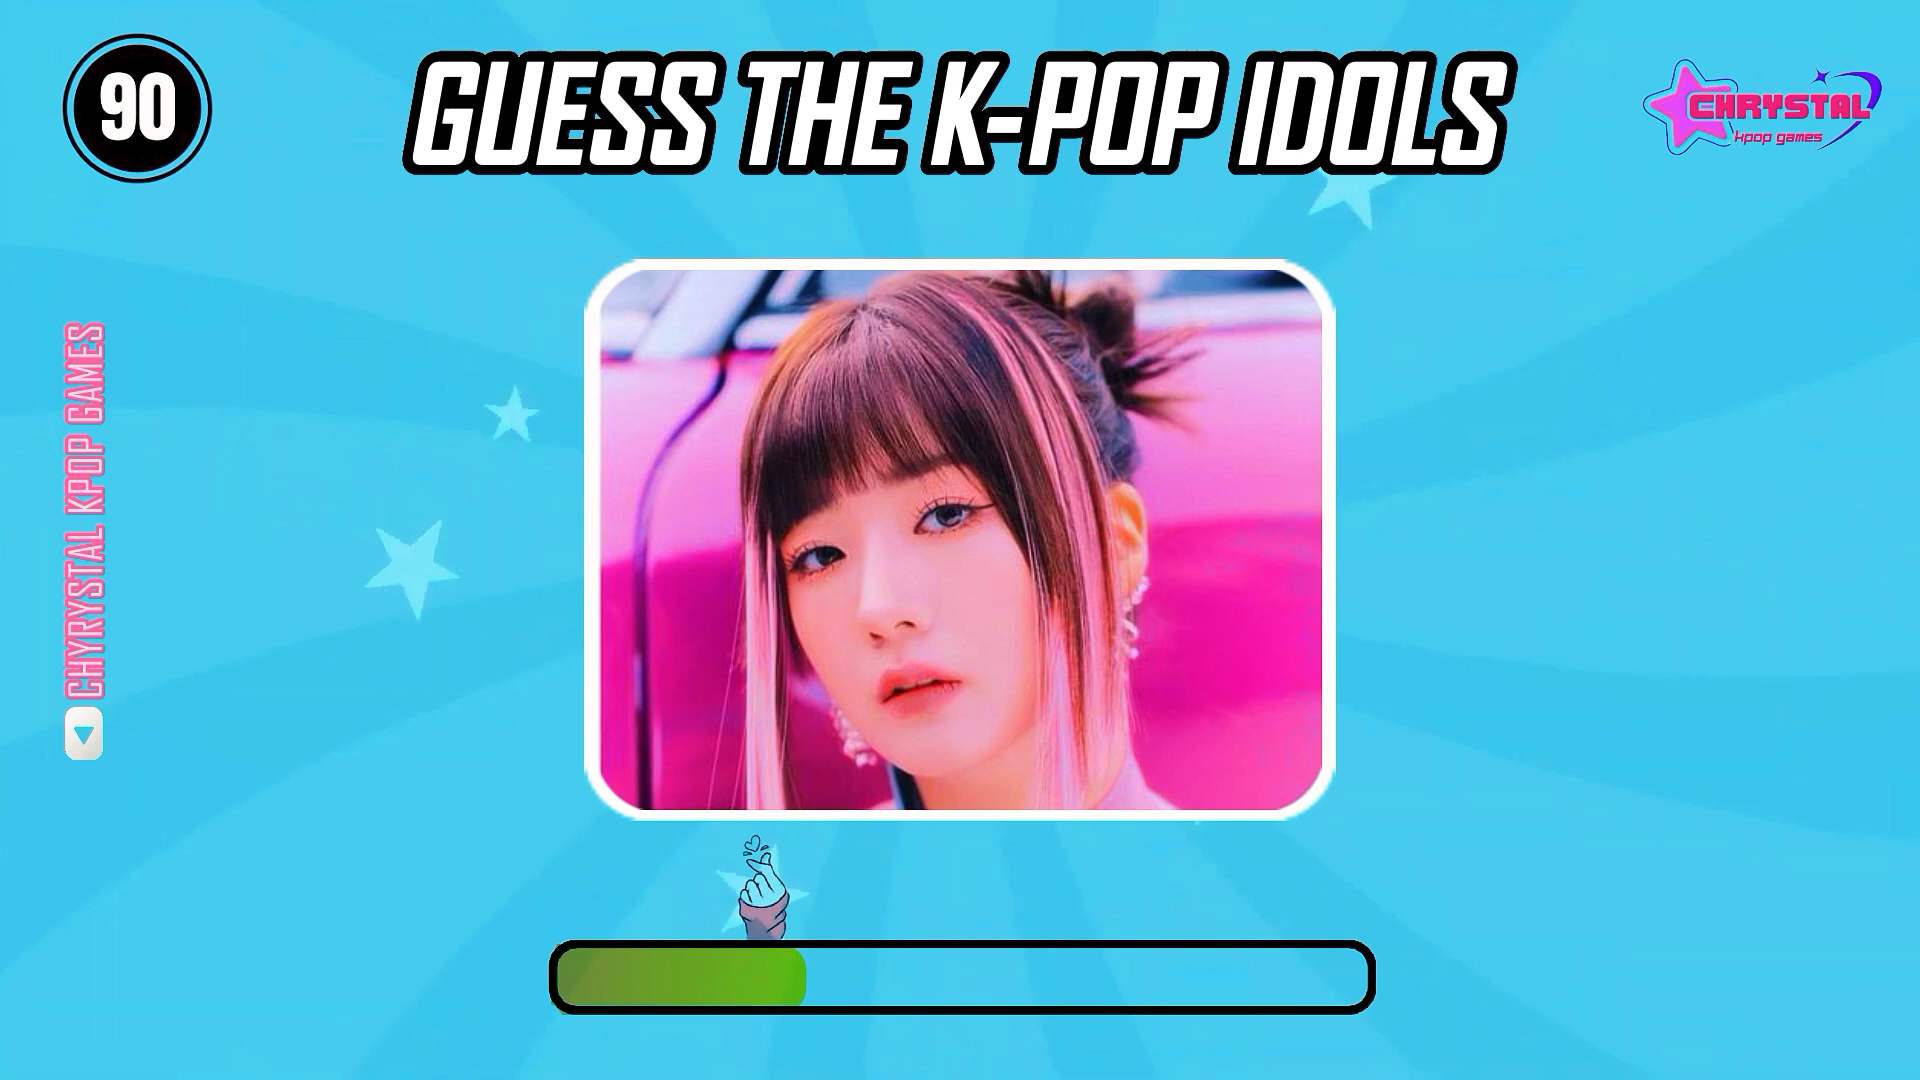 90
GUESS THE K-POP IDOLS
CHRYSTAL
kpop games
CHYRYSTAL KPOP GAMES